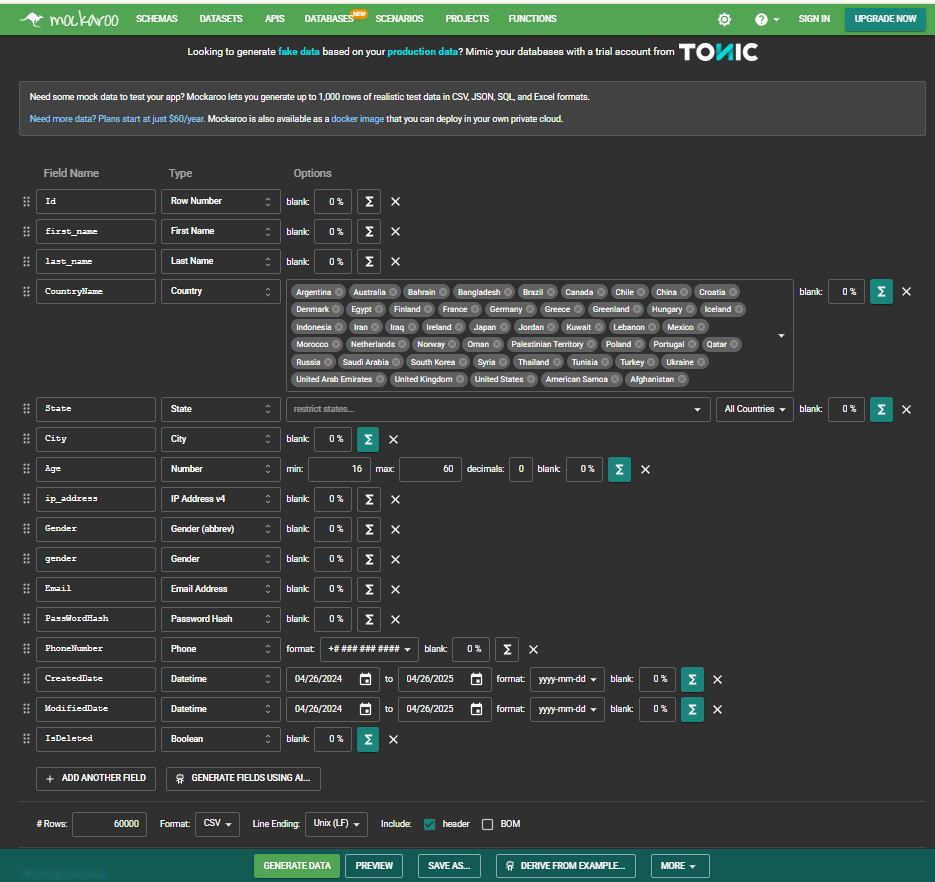 mockaroo SCHEMAS DATASETS APIS DATABASES NEW SCENARIOS PROJECTS FUNCTIONS ? SIGN IN UPGRADE NOW
Looking to generate fake data based on your production data? Mimic your databases with a trial account from TONIC
Need some mock data to test your app? Mockaroo lets you generate up to 1,000 rows of realistic test data in CSV, JSON, SQL, and Excel formats.
Need more data? Plans start at just $60/year. Mockaroo is also available as a docker image that you can deploy in your own private cloud.
Field Name Type Options
Id Row Number blank: 0 % Σ ×
first_name First Name blank: 0 % Σ ×
last_name Last Name blank: 0 % Σ ×
CountryName Country Argentina Australia Bahrain Bangladesh Brazil Canada Chile China Croatia blank: 0 % Σ ×
Denmark Egypt Finland France Germany Greece Greenland Hungary Iceland
Indonesia Iran Iraq Ireland Japan Jordan Kuwait Lebanon Mexico
Morocco Netherlands Norway Oman Palestinian Territory Poland Portugal Qatar
Russia Saudi Arabia South Korea Syria Thailand Tunisia Turkey Ukraine
United Arab Emirates United Kingdom United States American Samoa Afghanistan
State State restrict states... All Countries blank: 0 % Σ ×
City City blank: 0 % Σ ×
Age Number min: 16 max: 60 decimals: 0 blank: 0 % Σ ×
ip_address IP Address v4 blank: 0 % Σ ×
Gender Gender (abbrev) blank: 0 % Σ ×
gender Gender blank: 0 % Σ ×
Email Email Address blank: 0 % Σ ×
PassWordHash Password Hash blank: 0 % Σ ×
PhoneNumber Phone format: +# ### ### #### blank: 0 % Σ ×
CreatedDate Datetime 04/26/2024 to 04/26/2025 format: yyyy-mm-dd blank: 0 % Σ ×
ModifiedDate Datetime 04/26/2024 to 04/26/2025 format: yyyy-mm-dd blank: 0 % Σ ×
IsDeleted Boolean blank: 0 % Σ ×
+ ADD ANOTHER FIELD GENERATE FIELDS USING AI...
# Rows: 60000 Format: CSV Line Ending: Unix (LF) Include: header BOM
GENERATE DATA PREVIEW SAVE AS... DERIVE FROM EXAMPLE... MORE